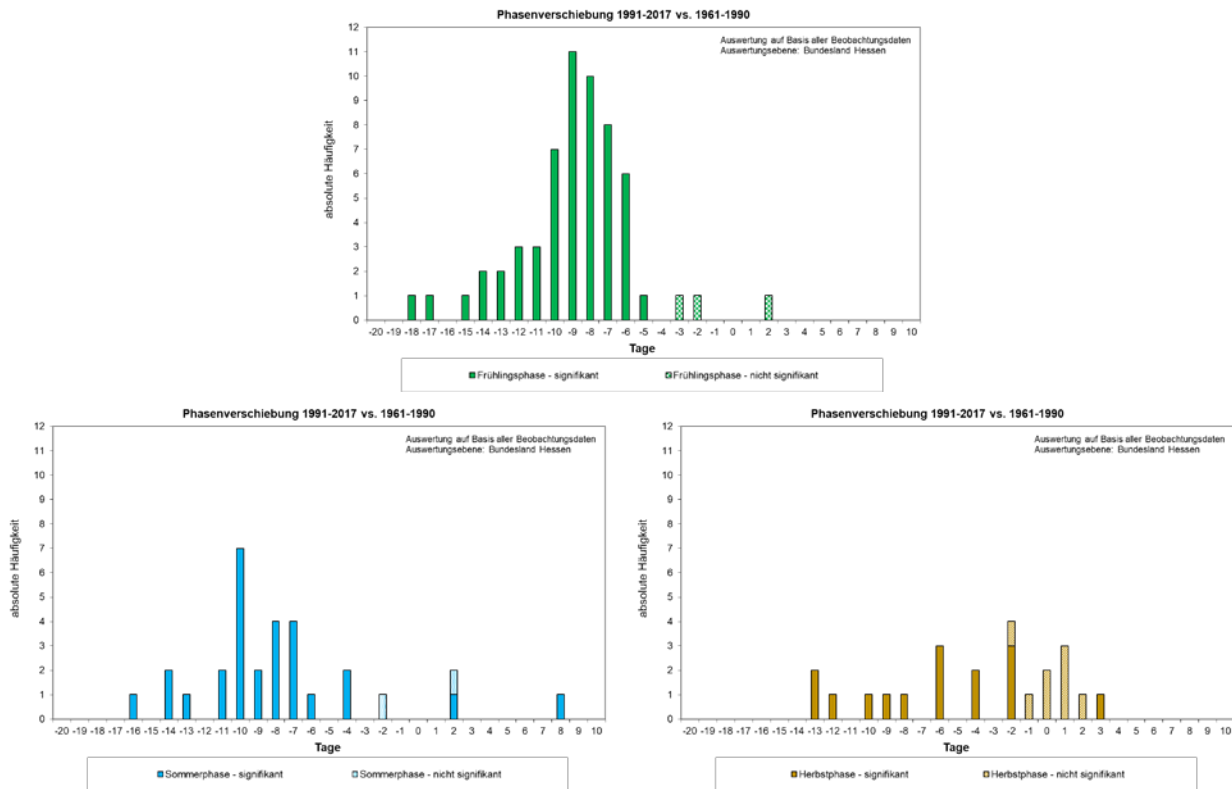 Phasenverschiebung 1991-2017 vs. 1961-1990
Auswertung auf Basis aller Beobachtungsdaten
Auswertungsebene: Bundesland Hessen
absolute Häufigkeit
12
11
10
9
8
7
6
5
4
3
2
1
0
-20 -19 -18 -17 -16 -15 -14 -13 -12 -11 -10 -9 -8 -7 -6 -5 -4 -3 -2 -1 0 1 2 3 4 5 6 7 8 9 10
Tage
Frühlingsphase - signifikant Frühlingsphase - nicht signifikant
Phasenverschiebung 1991-2017 vs. 1961-1990
Auswertung auf Basis aller Beobachtungsdaten
Auswertungsebene: Bundesland Hessen
absolute Häufigkeit
12
11
10
9
8
7
6
5
4
3
2
1
0
-20 -19 -18 -17 -16 -15 -14 -13 -12 -11 -10 -9 -8 -7 -6 -5 -4 -3 -2 -1 0 1 2 3 4 5 6 7 8 9 10
Tage
Sommerphase - signifikant Sommerphase - nicht signifikant
Phasenverschiebung 1991-2017 vs. 1961-1990
Auswertung auf Basis aller Beobachtungsdaten
Auswertungsebene: Bundesland Hessen
absolute Häufigkeit
12
11
10
9
8
7
6
5
4
3
2
1
0
-20 -19 -18 -17 -16 -15 -14 -13 -12 -11 -10 -9 -8 -7 -6 -5 -4 -3 -2 -1 0 1 2 3 4 5 6 7 8 9 10
Tage
Herbstphase - signifikant Herbstphase - nicht signifikant